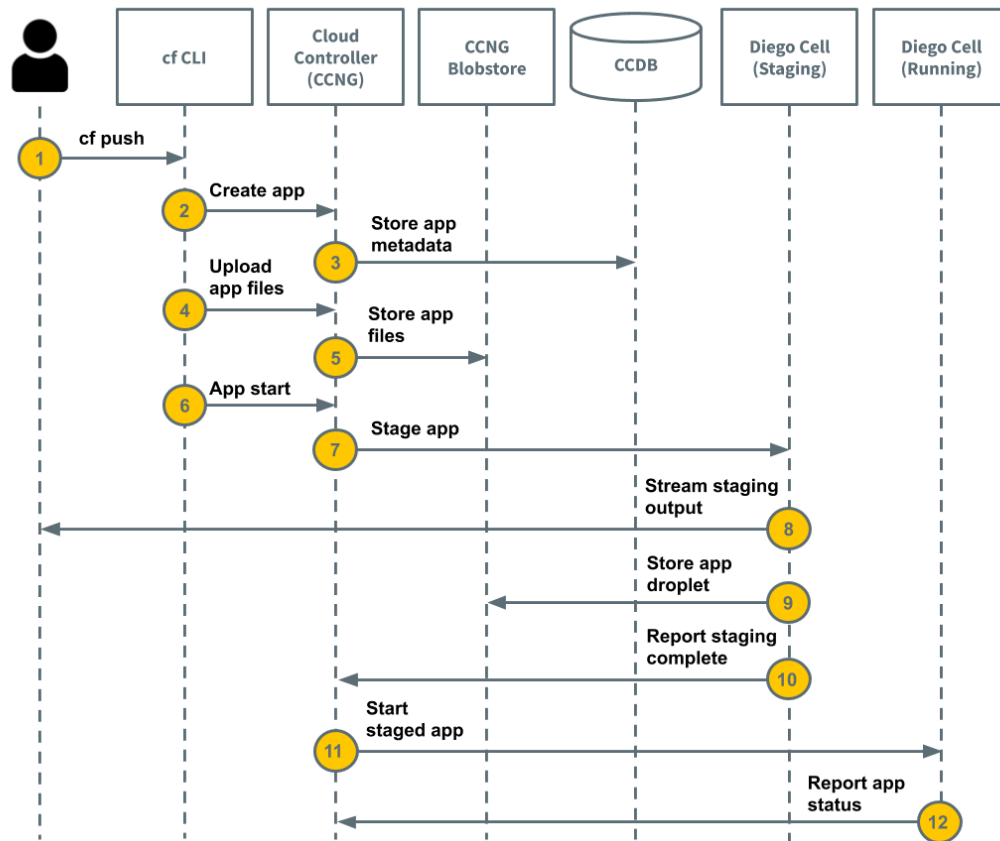 cf CLI
Cloud
Controller
(CCNG)
CCNG
Blobstore
CCDB
Diego Cell
(Staging)
Diego Cell
(Running)
1
cf push
2
Create app
3
Store app
metadata
4
Upload
app files
5
Store app
files
6
App start
7
Stage app
Stream staging
output
8
Store app
droplet
9
Report staging
complete
10
Start
staged app
11
Report app
status
12